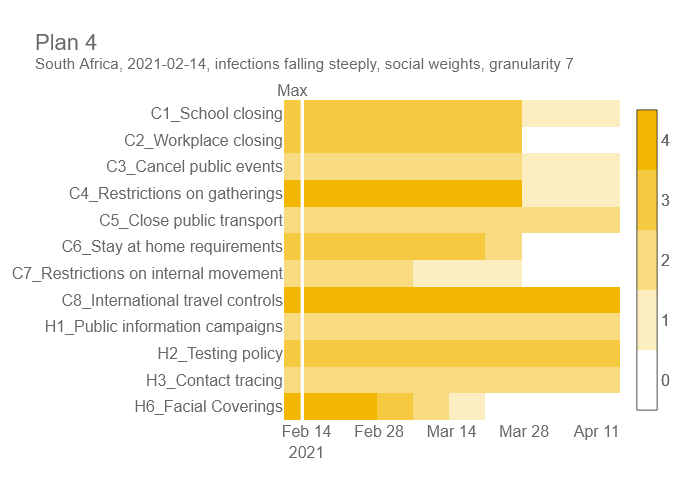 Plan 4
South Africa, 2021-02-14, infections falling steeply, social weights, granularity 7
Max
C1_School closing
C2_Workplace closing
C3_Cancel public events
C4_Restrictions on gatherings
C5_Close public transport
C6_Stay at home requirements
C7_Restrictions on internal movement
C8_International travel controls
H1_Public information campaigns
H2_Testing policy
H3_Contact tracing
H6_Facial Coverings
Feb 14 Feb 28 Mar 14 Mar 28 Apr 11
2021
4
3
2
1
0